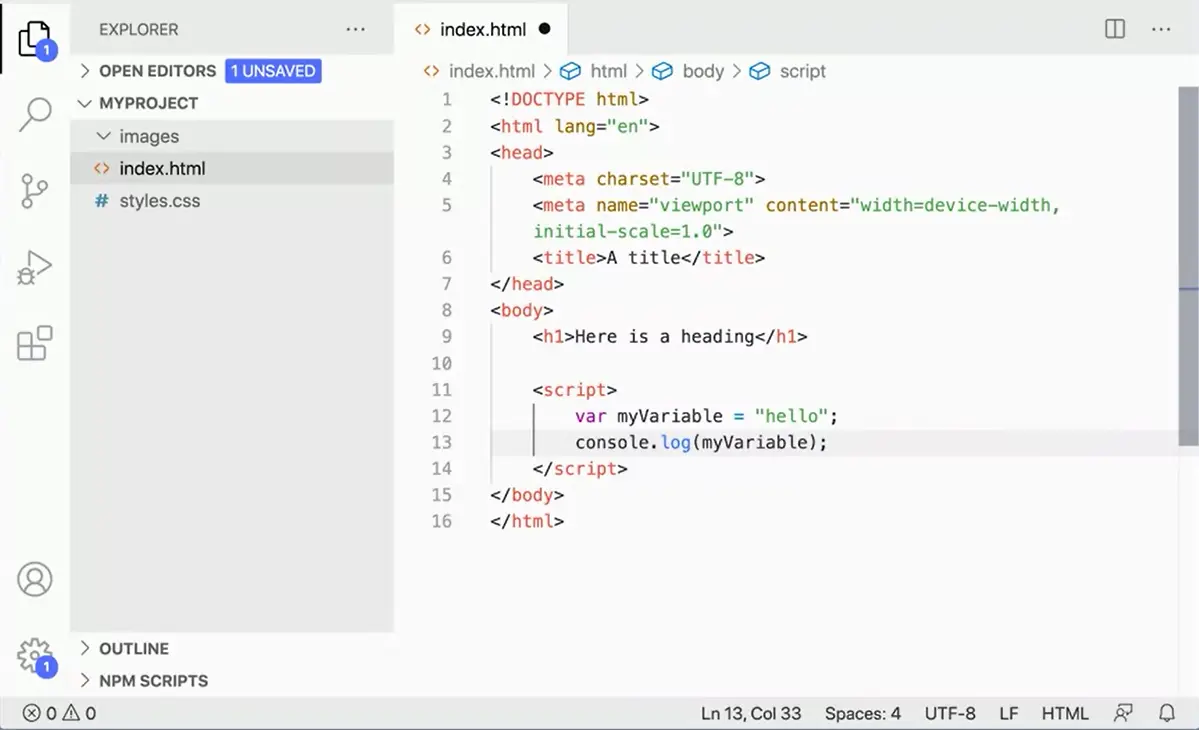 EXPLORER
OPEN EDITORS 1 UNSAVED
MYPROJECT
images
index.html
styles.css
OUTLINE
NPM SCRIPTS
1
1
index.html
index.html > html > body > script
1 <!DOCTYPE html>
2 <html lang="en">
3 <head>
4 <meta charset="UTF-8">
5 <meta name="viewport" content="width=device-width,
initial-scale=1.0">
6 <title>A title</title>
7 </head>
8 <body>
9 <h1>Here is a heading</h1>
10
11 <script>
12 var myVariable = "hello";
13 console.log(myVariable);
14 </script>
15 </body>
16 </html>
0 0 Ln 13, Col 33 Spaces: 4 UTF-8 LF HTML